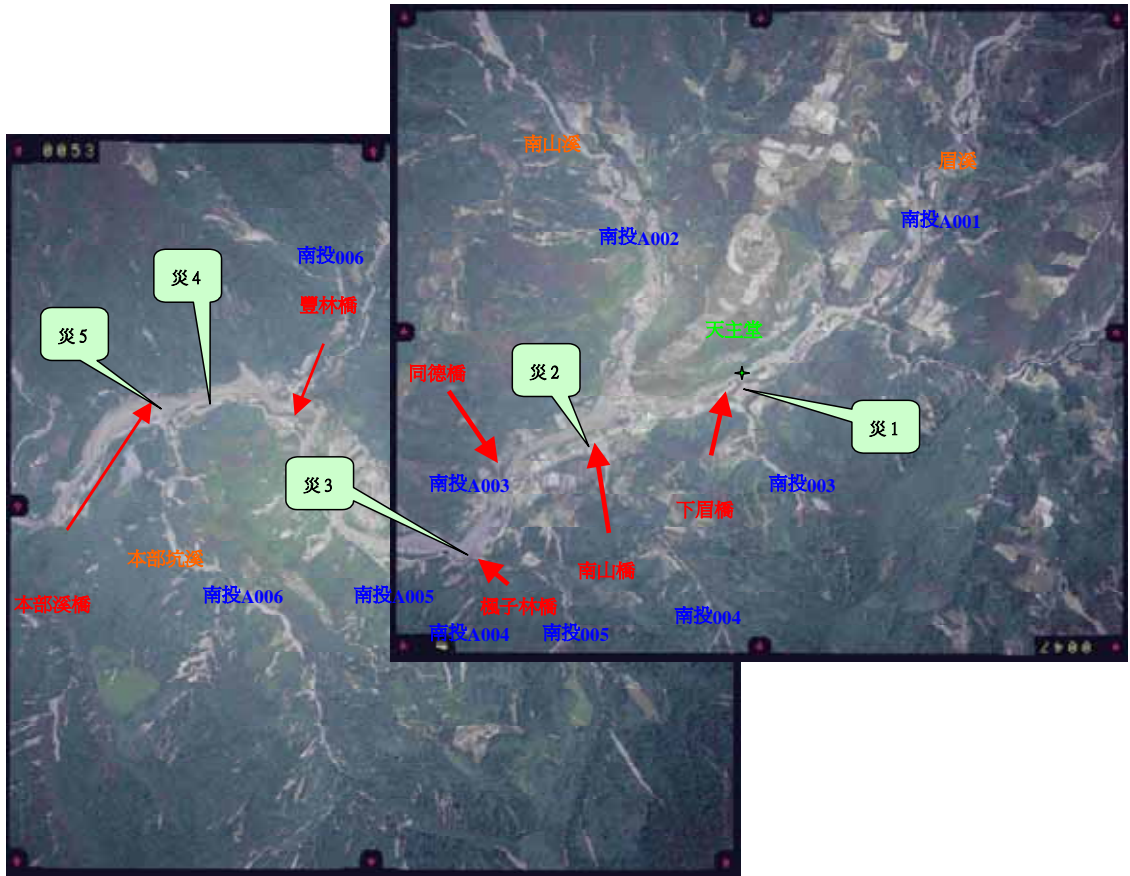 南山溪
眉溪
0053
南投A001
南投A002
南投006
災4
豐林橋
災5
天主堂
災2
同德橋
災1
南投A003
災3
南投003
下眉橋
本部坑溪
南山橋
南投A006
南投A005
本部溪橋
楓子林橋
南投004
南投A004
南投005
0047